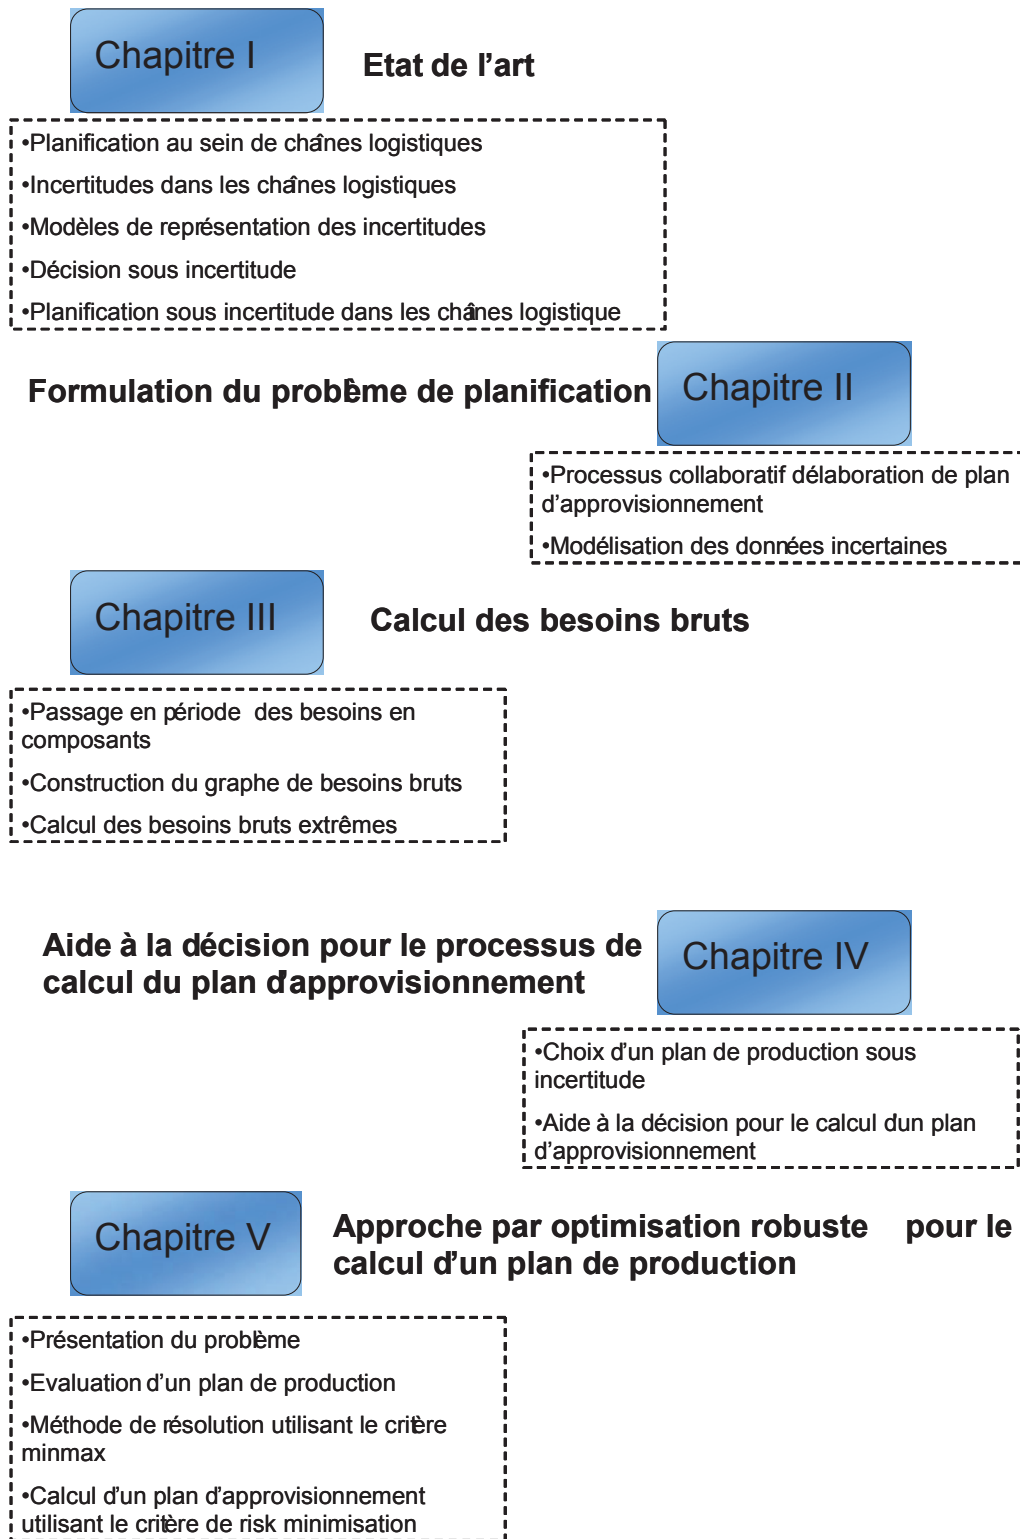 Chapitre I
Etat de l’art
•Planification au sein de chaînes logistiques
•Incertitudes dans les chaînes logistiques
•Modèles de représentation des incertitudes
•Décision sous incertitude
•Planification sous incertitude dans les chaînes logistique
Formulation du problème de planification
Chapitre II
•Processus collaboratif délaboration de plan
d’approvisionnement
•Modélisation des données incertaines
Chapitre III
Calcul des besoins bruts
•Passage en période des besoins en
composants
•Construction du graphe de besoins bruts
•Calcul des besoins bruts extrêmes
Aide à la décision pour le processus de
calcul du plan d’approvisionnement
Chapitre IV
•Choix d’un plan de production sous
incertitude
•Aide à la décision pour le calcul dun plan
d’approvisionnement
Chapitre V
Approche par optimisation robuste pour le
calcul d’un plan de production
•Présentation du problème
•Evaluation d’un plan de production
•Méthode de résolution utilisant le critère
minmax
•Calcul d’un plan d’approvisionnement
utilisant le critère de risk minimisation